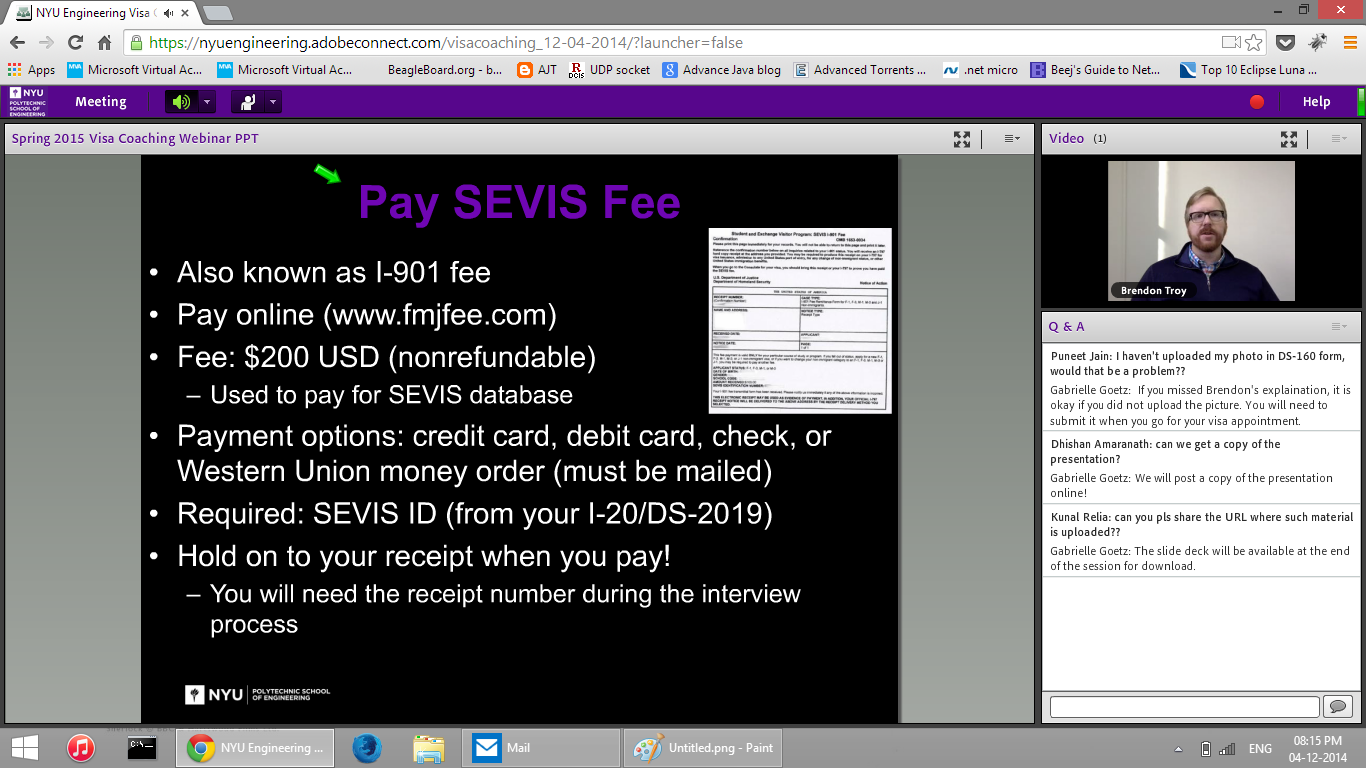 NYU Engineering Visa C
https://nyuengineering.adobeconnect.com/visacoaching_12-04-2014/?launcher=false
Apps
Microsoft Virtual Ac...
Microsoft Virtual Ac...
BeagleBoard.org - b...
AJT
UDP socket
Advance Java blog
Advanced Torrents ...
.net micro
Beej's Guide to Net...
Top 10 Eclipse Luna ...
NYU
POLYTECHNIC SCHOOL
OF ENGINEERING
Meeting
Help
Spring 2015 Visa Coaching Webinar PPT
Pay SEVIS Fee
Student and Exchange Visitor Program: SEVIS I-901 Fee
• Also known as I-901 fee
• Pay online (www.fmjfee.com)
• Fee: $200 USD (nonrefundable)
– Used to pay for SEVIS database
• Payment options: credit card, debit card, check, or
Western Union money order (must be mailed)
• Required: SEVIS ID (from your I-20/DS-2019)
• Hold on to your receipt when you pay!
– You will need the receipt number during the interview
process
NYU
POLYTECHNIC SCHOOL
OF ENGINEERING
Video (1)
Brendon Troy
Q & A
Puneet Jain: I haven't uploaded my photo in DS-160 form,
would that be a problem??
Gabrielle Goetz: If you missed Brendon's explaination, it is
okay if you did not upload the picture. You will need to
submit it when you go for your visa appointment.
Dhishan Amaranath: can we get a copy of the
presentation?
Gabrielle Goetz: We will post a copy of the presentation
online!
Kunal Relia: can you pls share the URL where such material
is uploaded??
Gabrielle Goetz: The slide deck will be available at the end
of the session for download.
NYU Engineering ...
Mail
Untitled.png - Paint
ENG
08:15 PM
04-12-2014